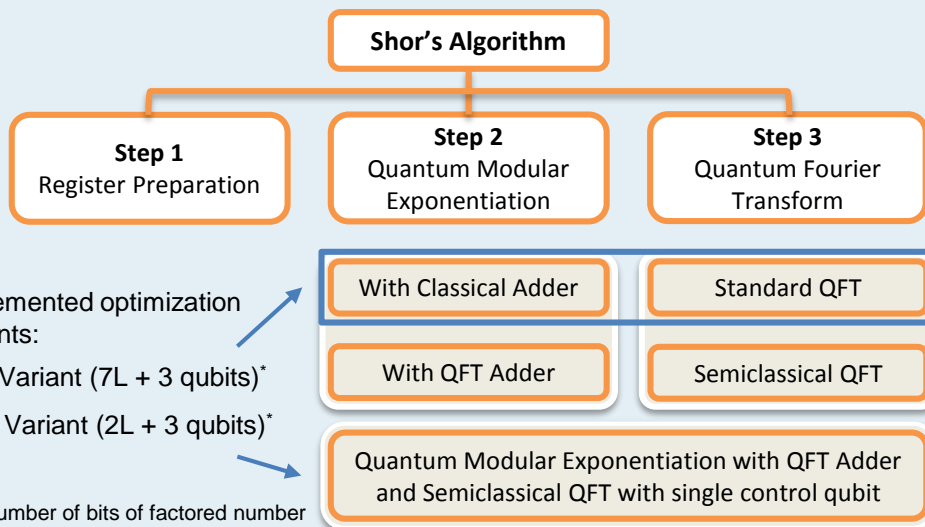 Shor's Algorithm
Step 1
Register Preparation
Step 2
Quantum Modular
Exponentiation
Step 3
Quantum Fourier
Transform
emented optimization
nts:
Variant (7L + 3 qubits)*
Variant (2L + 3 qubits)*
umber of bits of factored number
With Classical Adder
Standard QFT
With QFT Adder
Semiclassical QFT
Quantum Modular Exponentiation with QFT Adder
and Semiclassical QFT with single control qubit